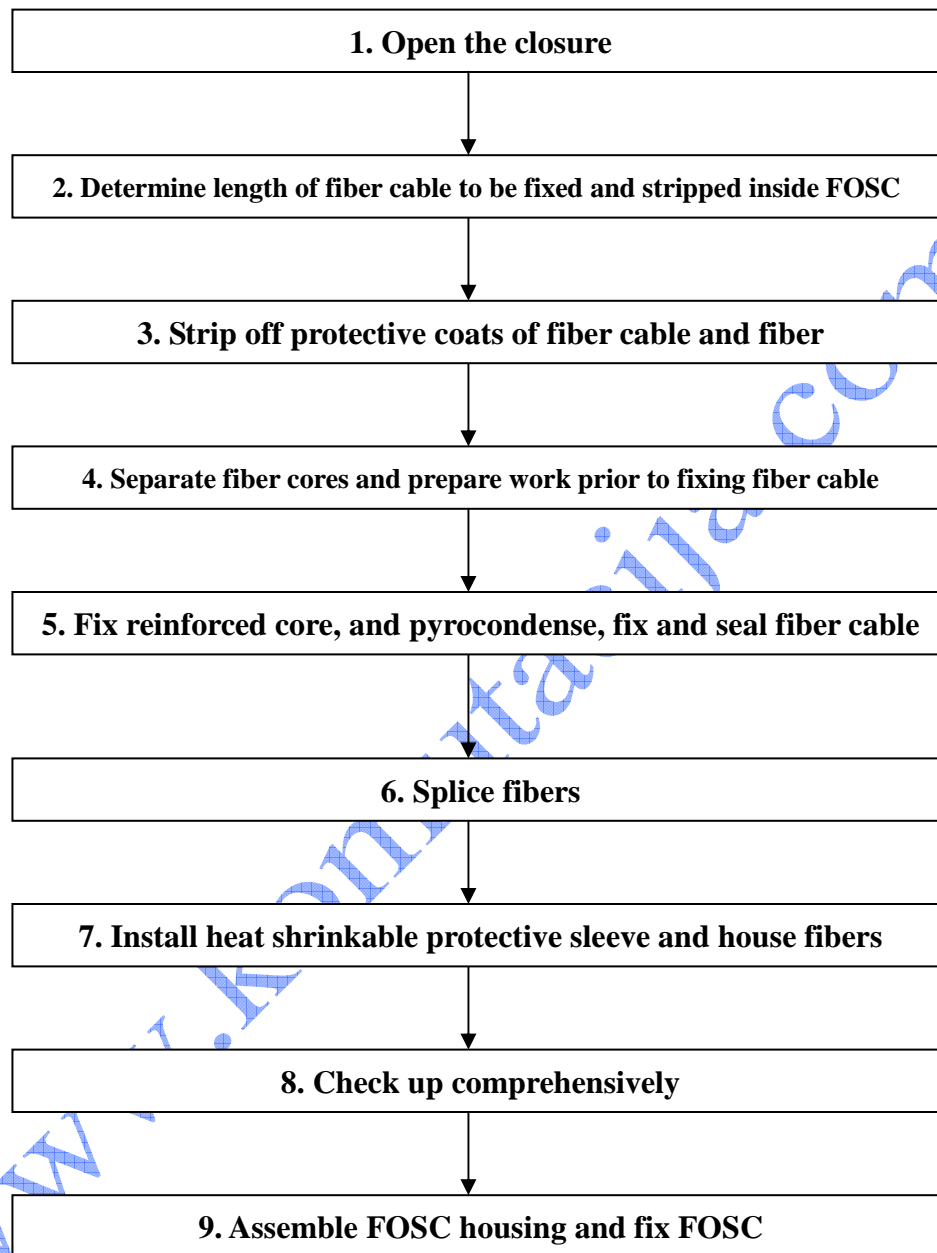 1. Open the closure
2. Determine length of fiber cable to be fixed and stripped inside FOSC
3. Strip off protective coats of fiber cable and fiber
4. Separate fiber cores and prepare work prior to fixing fiber cable
5. Fix reinforced core, and pyrocondense, fix and seal fiber cable
6. Splice fibers
7. Install heat shrinkable protective sleeve and house fibers
8. Check up comprehensively
9. Assemble FOSC housing and fix FOSC